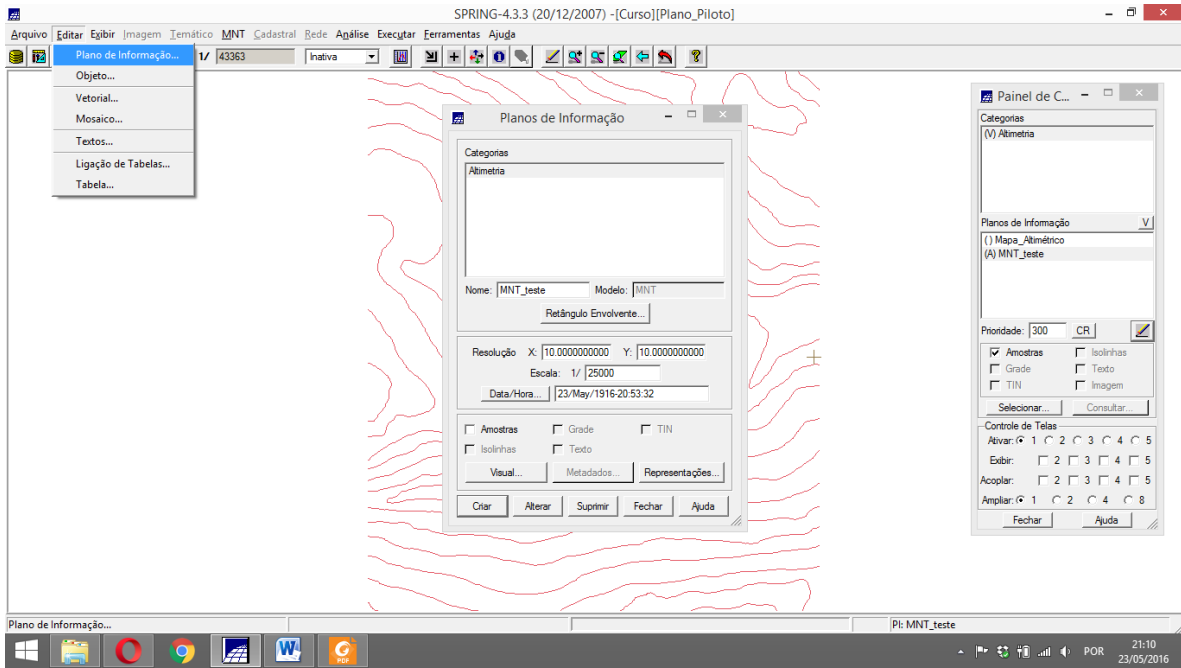 SPRING-4.3.3 (20/12/2007) -[Curso][Plano_Piloto]
Arquivo Editar Exibir Imagem Temático MNT Cadastral Rede Análise Executar Ferramentas Ajuda
1/ 43363 Inativa
Plano de Informação...
Objeto...
Vetorial...
Mosaico...
Textos...
Ligação de Tabelas...
Tabela...
Planos de Informação
Categorias
Altimetria
Nome: MNT_teste Modelo: MNT
Retângulo Envolvente...
Resolução X: 10.0000000000 Y: 10.0000000000
Escala: 1/ 25000
Data/Hora... 23/May/1916-20:53:32
Amostras Grade TIN
Isolinhas Texto
Visual... Metadados... Representações...
Criar Alterar Suprimir Fechar Ajuda
Painel de C...
Categorias
(V) Altimetria
Planos de Informação V
( ) Mapa_Altimétrico
(A) MNT_teste
Prioridade: 300 CR
Amostras Isolinhas
Grade Texto
TIN Imagem
Selecionar... Consultar...
Controle de Telas
Ativar: 1 2 3 4 5
Exibir: 2 3 4 5
Acoplar: 2 3 4 5
Ampliar: 1 2 4 8
Fechar Ajuda
Plano de Informação...
PI: MNT_teste
W
PDF
POR
21:10
23/05/2016